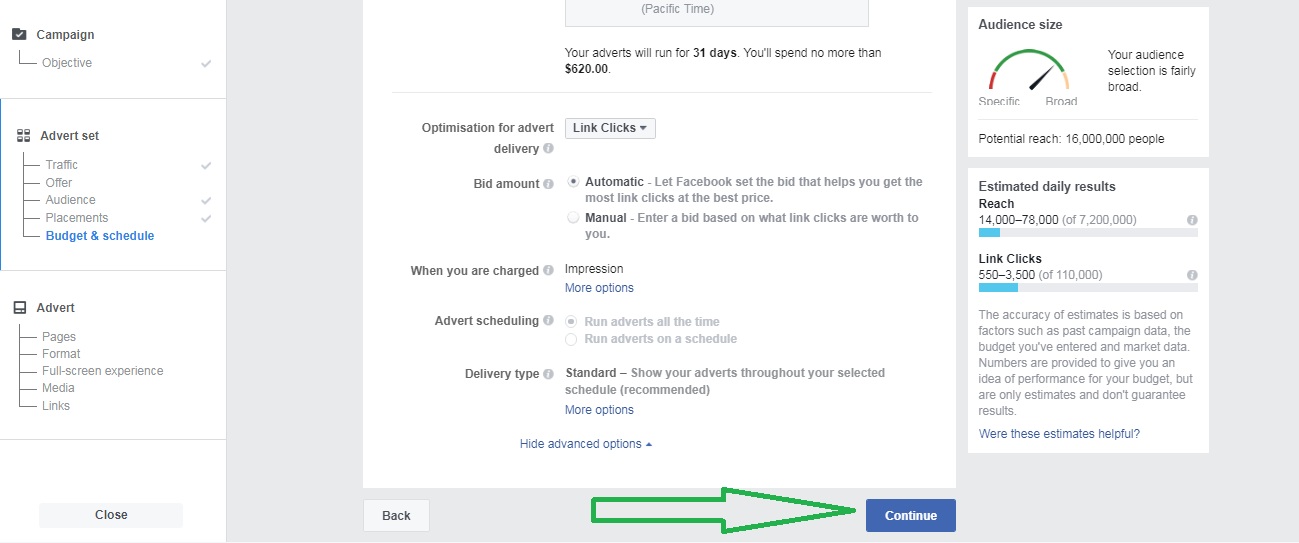 Campaign
Objective
Advert set
Traffic
Offer
Audience
Placements
Budget & schedule
Advert
Pages
Format
Full-screen experience
Media
Links
Close
(Pacific Time)
Your adverts will run for 31 days. You'll spend no more than
$620.00.
Optimisation for advert
delivery
Link Clicks
Bid amount
Automatic - Let Facebook set the bid that helps you get the
most link clicks at the best price.
Manual - Enter a bid based on what link clicks are worth to
you.
When you are charged
Impression
More options
Advert scheduling
Run adverts all the time
Run adverts on a schedule
Delivery type
Standard – Show your adverts throughout your selected
schedule (recommended)
More options
Hide advanced options
Back
Continue
Audience size
Specific
Broad
Your audience
selection is fairly
broad.
Potential reach: 16,000,000 people
Estimated daily results
Reach
14,000–78,000 (of 7,200,000)
Link Clicks
550–3,500 (of 110,000)
The accuracy of estimates is based on
factors such as past campaign data, the
budget you've entered and market data.
Numbers are provided to give you an
idea of performance for your budget, but
are only estimates and don't guarantee
results.
Were these estimates helpful?